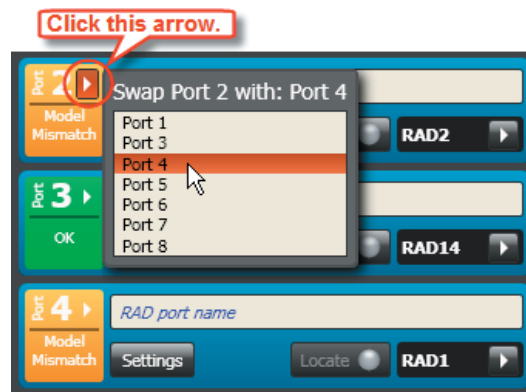 Click this arrow.
Port 2
Model
Mismatch
Swap Port 2 with: Port 4
Port 1
Port 3
Port 4
Port 5
Port 6
Port 7
Port 8
RAD2
Port 3
OK
RAD14
Port 4
Model
Mismatch
RAD port name
Settings
Locate
RAD1